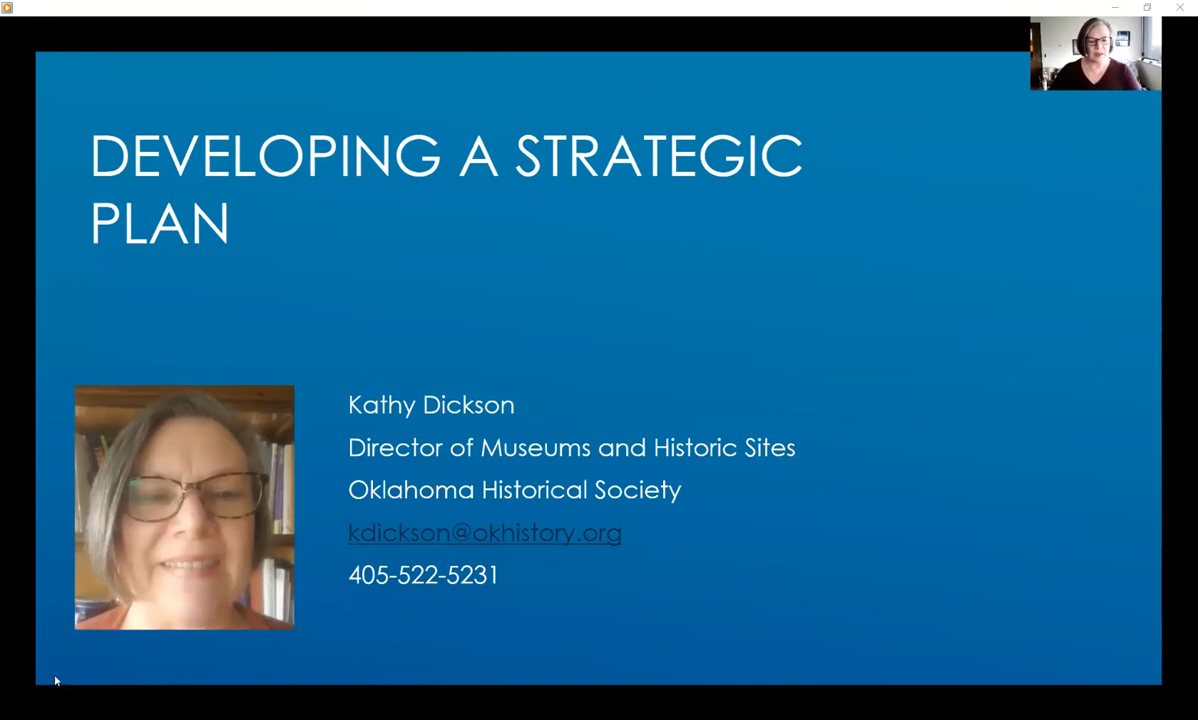 DEVELOPING A STRATEGIC
PLAN
Kathy Dickson
Director of Museums and Historic Sites
Oklahoma Historical Society
kdickson@okhistory.org
405-522-5231